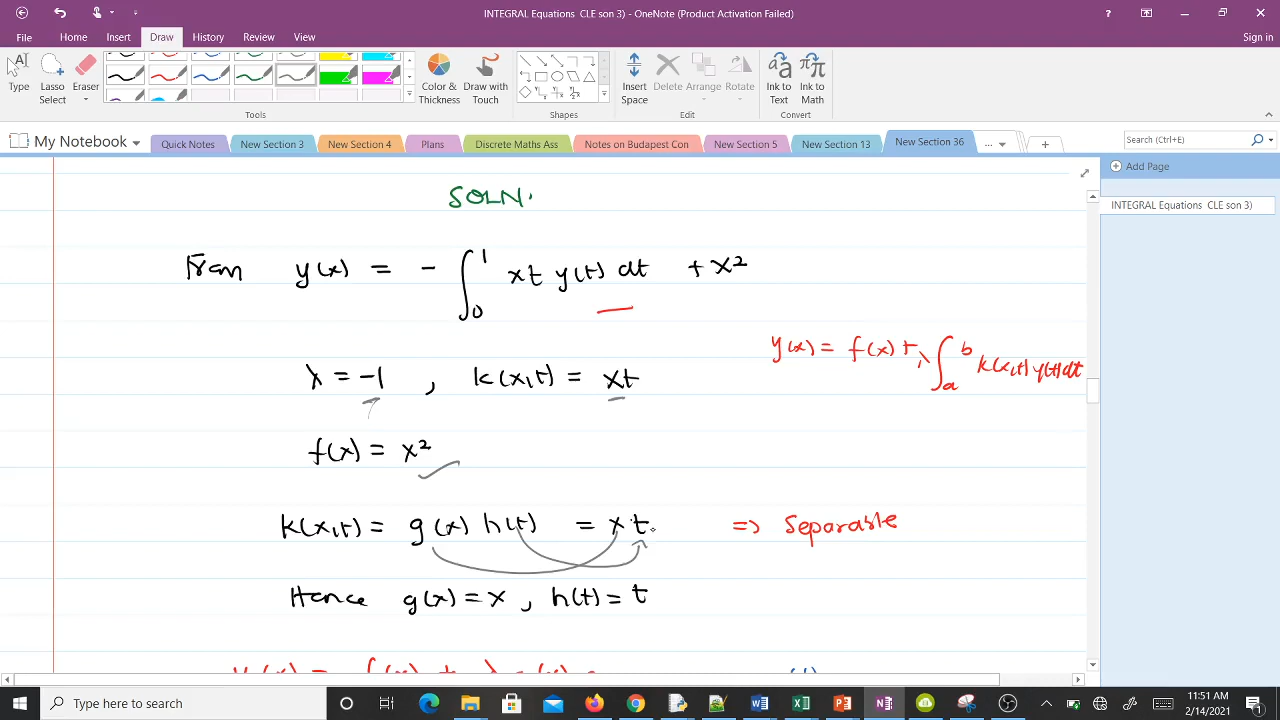 INTEGRAL Equations CLE son 3) - OneNote (Product Activation Failed)
File Home Insert Draw History Review View Sign in
Type Lasso Select Eraser Color & Thickness Draw with Touch Insert Space Delete Arrange Rotate Ink to Text Ink to Math
Tools Shapes Edit Convert
My Notebook Quick Notes New Section 3 New Section 4 Plans Discrete Maths Ass Notes on Budapest Con New Section 5 New Section 13 New Section 36 ... Search (Ctrl+E)
Add Page
INTEGRAL Equations CLE son 3)
SOLN.
From y(x) = - ∫₀¹ xt y(t) dt + x²
y(x) = f(x) + λ ∫ₐᵇ k(x,t) y(t) dt
λ = -1 , k(x,t) = xt
f(x) = x²
k(x,t) = g(x) h(t) = x t. => Separable
Hence g(x) = x , h(t) = t
Type here to search
11:51 AM
2/14/2021